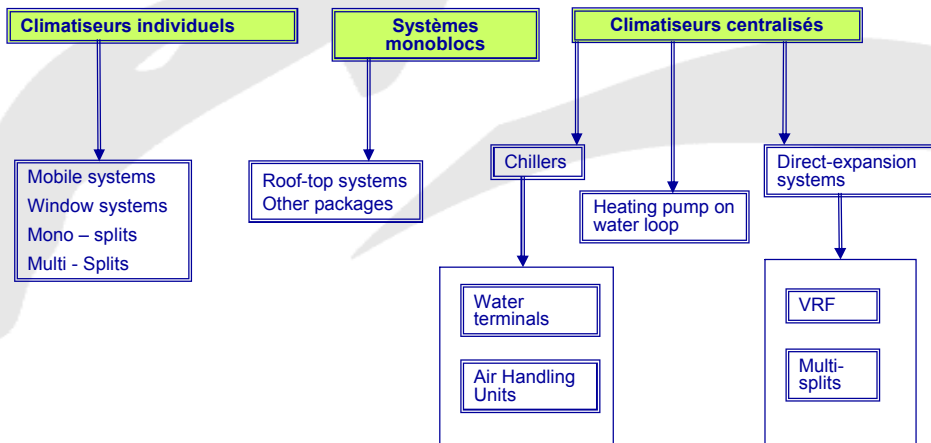 Climatiseurs individuels
Systèmes
monoblocs
Climatiseurs centralisés
Mobile systems
Window systems
Mono – splits
Multi - Splits
Roof-top systems
Other packages
Chillers
Heating pump on
water loop
Direct-expansion
systems
Water
terminals
Air Handling
Units
VRF
Multi-
splits